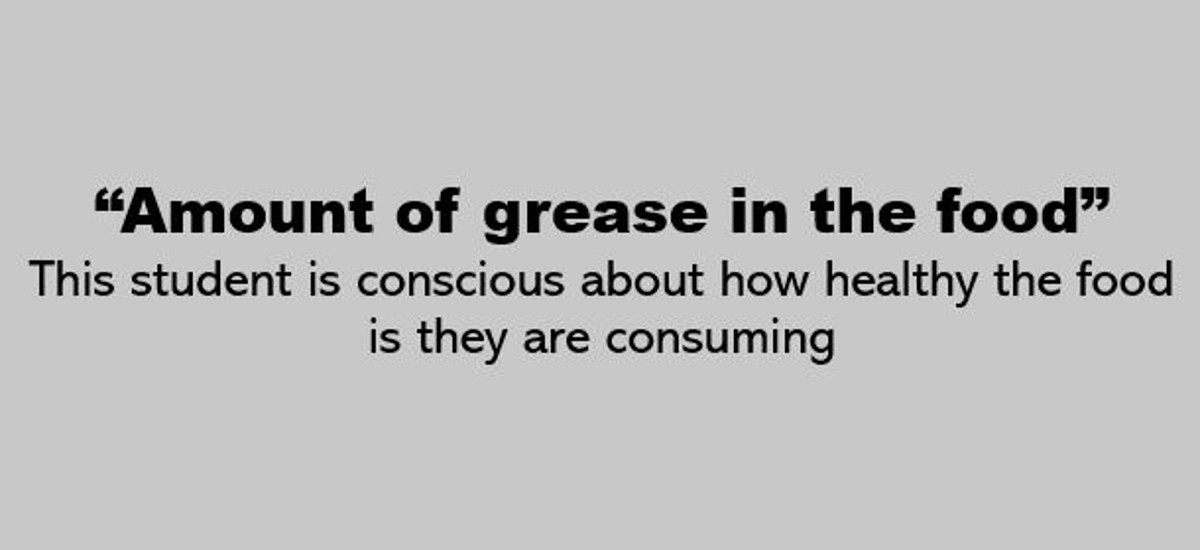 “Amount of grease in the food”
This student is conscious about how healthy the food
is they are consuming